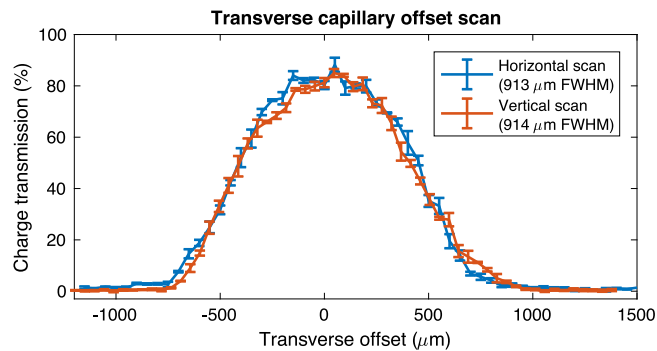 Transverse capillary offset scan
Charge transmission (%)
100
80
60
40
20
0
Horizontal scan
(913 μm FWHM)
Vertical scan
(914 μm FWHM)
-1000 -500 0 500 1000 1500
Transverse offset (μm)